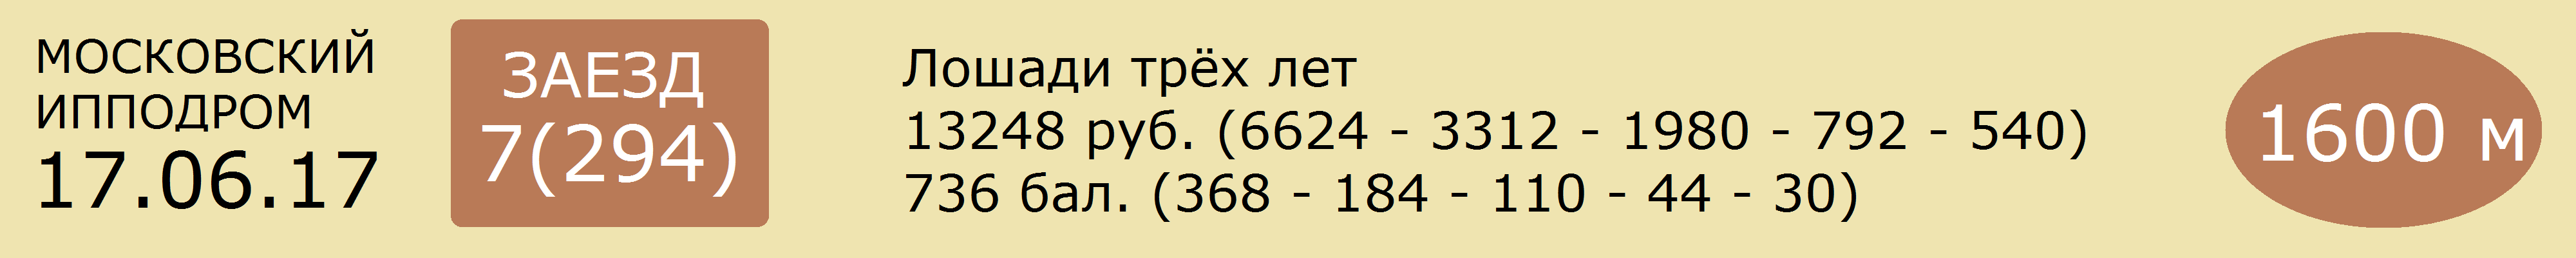 МОСКОВСКИЙ
ИППОДРОМ
17.06.17
ЗАЕЗД
7(294)
Лошади трёх лет
13248 руб. (6624 - 3312 - 1980 - 792 - 540)
736 бал. (368 - 184 - 110 - 44 - 30)
1600 м